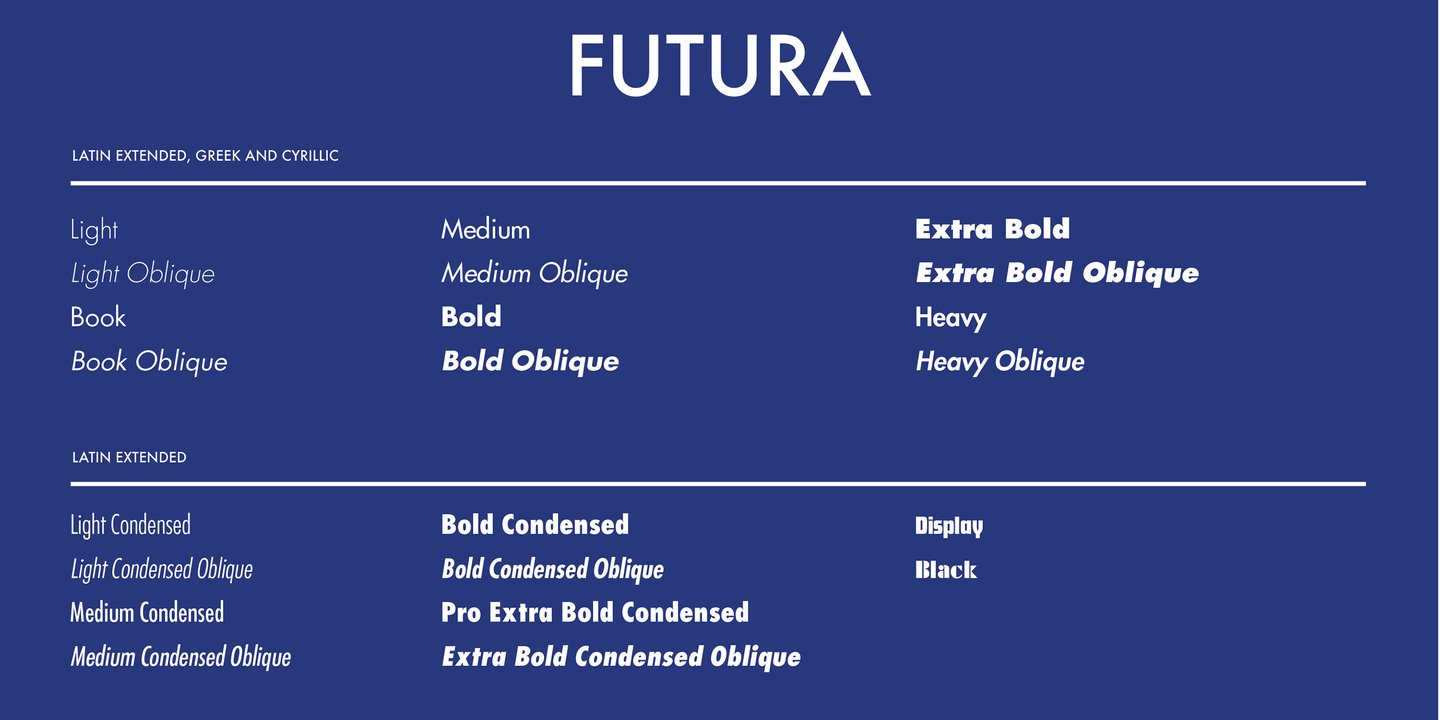 FUTURA
LATIN EXTENDED, GREEK AND CYRILLIC
Light
Light Oblique
Book
Book Oblique
Medium
Medium Oblique
Bold
Bold Oblique
Extra Bold
Extra Bold Oblique
Heavy
Heavy Oblique
LATIN EXTENDED
Light Condensed
Light Condensed Oblique
Medium Condensed
Medium Condensed Oblique
Bold Condensed
Bold Condensed Oblique
Pro Extra Bold Condensed
Extra Bold Condensed Oblique
Display
Black